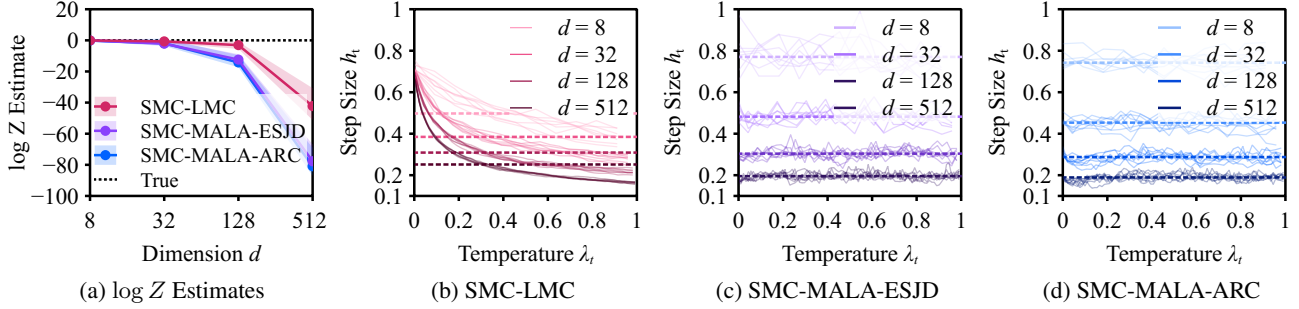 20
0
−20
−40
−60
−80
−100
log Z Estimate
SMC-LMC
SMC-MALA-ESJD
SMC-MALA-ARC
True
8 32 128 512
Dimension d
(a) log Z Estimates
1
0.8
0.6
0.4
0.2
0.1
Step Size hₜ
d = 8
d = 32
d = 128
d = 512
0 0.2 0.4 0.6 0.8 1
Temperature λₜ
(b) SMC-LMC
1
0.8
0.6
0.4
0.2
0.1
Step Size hₜ
d = 8
d = 32
d = 128
d = 512
0 0.2 0.4 0.6 0.8 1
Temperature λₜ
(c) SMC-MALA-ESJD
1
0.8
0.6
0.4
0.2
0.1
Step Size hₜ
d = 8
d = 32
d = 128
d = 512
0 0.2 0.4 0.6 0.8 1
Temperature λₜ
(d) SMC-MALA-ARC